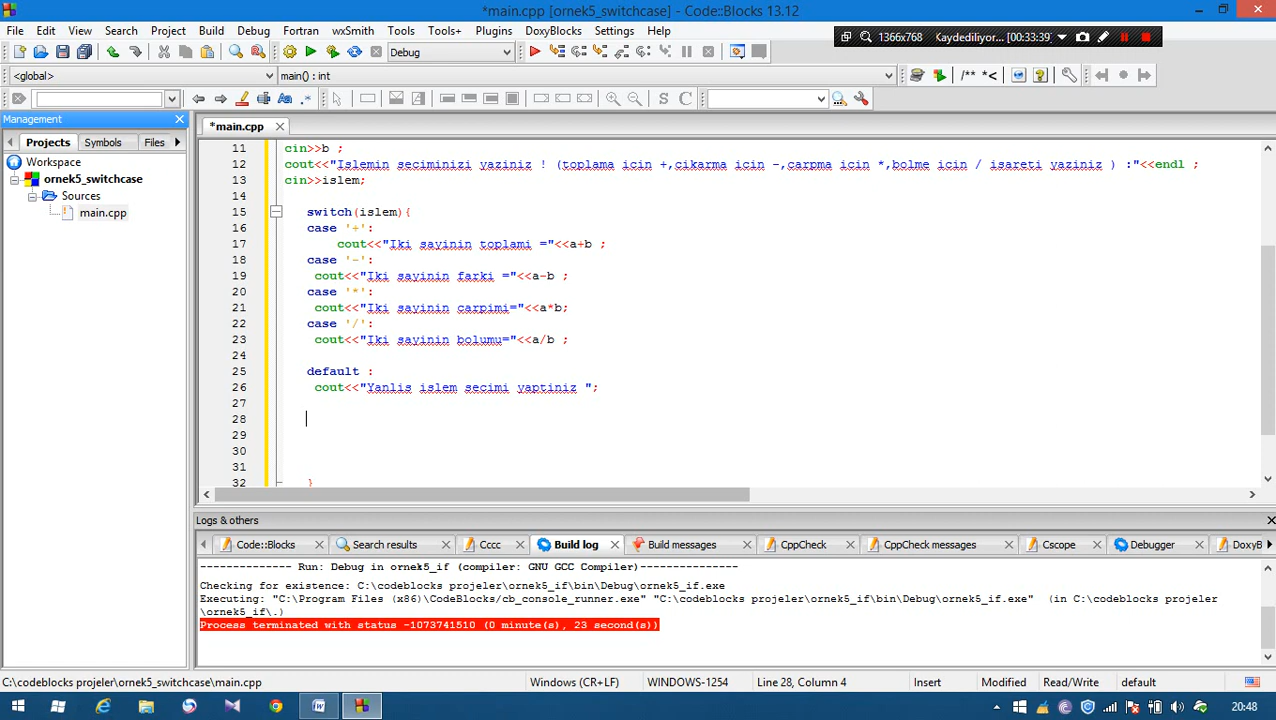 *main.cpp [ornek5_switchcase] - Code::Blocks 13.12
File Edit View Search Project Build Debug Fortran wxSmith Tools Tools+ Plugins DoxyBlocks Settings Help
1366x768 Kaydediliyor... [00:33:39]
Debug
<global> main() : int
/** *<
S C
Management
*main.cpp
Projects Symbols Files
Workspace
ornek5_switchcase
Sources
main.cpp
11 cin>>b ;
12 cout<<"Islemin seciminizi yaziniz ! (toplama icin +,cikarma icin -,carpma icin *,bolme icin / isareti yaziniz ) :"<<endl ;
13 cin>>islem;
14
15 switch(islem){
16 case '+':
17 cout<<"Iki sayinin toplami ="<<a+b ;
18 case '-':
19 cout<<"Iki sayinin farki ="<<a-b ;
20 case '*':
21 cout<<"Iki sayinin carpimi="<<a*b;
22 case '/':
23 cout<<"Iki sayinin bolumu="<<a/b ;
24
25 default :
26 cout<<"Yanlis islem secimi yaptiniz ";
27
28
29
30
31
32 }
Logs & others
Code::Blocks Search results Cccc Build log Build messages CppCheck CppCheck messages Cscope Debugger DoxyB
-------------- Run: Debug in ornek5_if (compiler: GNU GCC Compiler)---------------
Checking for existence: C:\codeblocks projeler\ornek5_if\bin\Debug\ornek5_if.exe
Executing: "C:\Program Files (x86)\CodeBlocks/cb_console_runner.exe" "C:\codeblocks projeler\ornek5_if\bin\Debug\ornek5_if.exe"  (in C:\codeblocks projeler
\ornek5_if\.)
Process terminated with status -1073741510 (0 minute(s), 23 second(s))
C:\codeblocks projeler\ornek5_switchcase\main.cpp Windows (CR+LF) WINDOWS-1254 Line 28, Column 4 Insert Modified Read/Write default
20:48